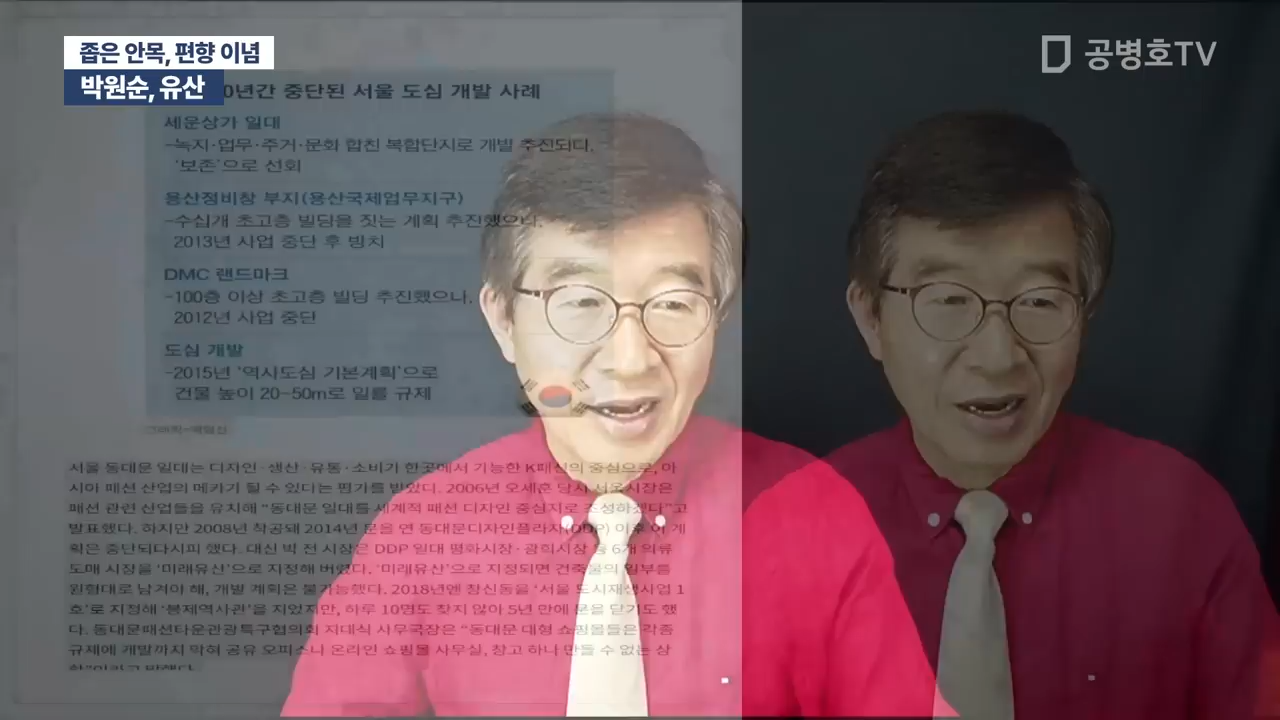 좁은 안목, 편향 이념
박원순, 유산
공병호TV
0년간 중단된 서울 도심 개발 사례
세운상가 일대
-녹지·업무·주거·문화 합친 복합단지로 개발 추진되다,
'보존'으로 선회
용산정비창 부지(용산국제업무지구)
-수십개 초고층 빌딩을 짓는 계획 추진했으나,
2013년 사업 중단 후 방치
DMC 랜드마크
-100층 이상 초고층 빌딩 추진했으나,
2012년 사업 중단
도심 개발
-2015년 '역사도심 기본계획'으로
건물 높이 20~50m로 일률 규제
서울 동대문 일대는 디자인·생산·유통·소비가 한곳에서 가능한 K패션의 중심으로, 아
시아 패션 산업의 메카가 될 수 있다는 평가를 받았다. 2006년 오세훈 당시 서울시장은
패션 관련 산업들을 유치해 "동대문 일대를 세계적 패션 디자인 중심지로 조성하겠다"고
발표했다. 하지만 2008년 착공돼 2014년 문을 연 동대문디자인플라자(DDP) 이후 이 계
획은 중단되다시피 했다. 대신 박 전 시장은 DDP 일대 평화시장·광희시장 등 6개 의류
도매 시장을 '미래유산'으로 지정해 버렸다. '미래유산'으로 지정되면 건축물의 일부를
원형대로 남겨야 해, 개발 계획은 불가능했다. 2018년엔 창신동을 '서울 도시재생사업 1
호'로 지정해 '봉제역사관'을 지었지만, 하루 10명도 찾지 않아 5년 만에 문을 닫기도 했
다. 동대문패션타운관광특구협의회 지대식 사무국장은 "동대문 대형 쇼핑몰들은 각종
규제에 개발까지 막혀 공유 오피스나 온라인 쇼핑몰 사무실, 창고 하나 만들 수 없는 상
황"이라고 말했다.